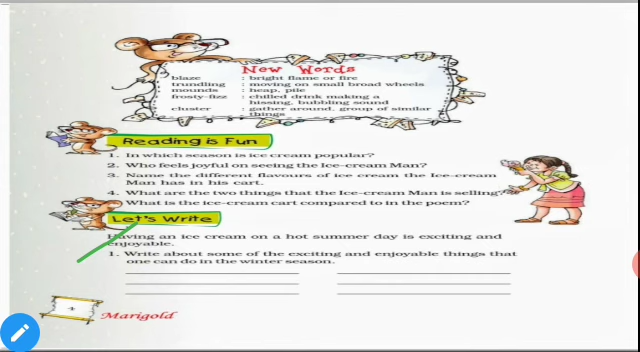 New Words
blaze : bright flame or fire
trundling : moving on small broad wheels
mounds : heap, pile
frosty-fizz : chilled drink making a
hissing, bubbling sound
cluster : gather around, group of similar
things
Reading is Fun
1. In which season is ice cream popular?
2. Who feels joyful on seeing the Ice-cream Man?
3. Name the different flavours of ice cream the Ice-cream
Man has in his cart.
4. What are the two things that the Ice-cream Man is selling?
What is the ice-cream cart compared to in the poem?
Let's Write
Having an ice cream on a hot summer day is exciting and
enjoyable.
1. Write about some of the exciting and enjoyable things that
one can do in the winter season.
4
Marigold